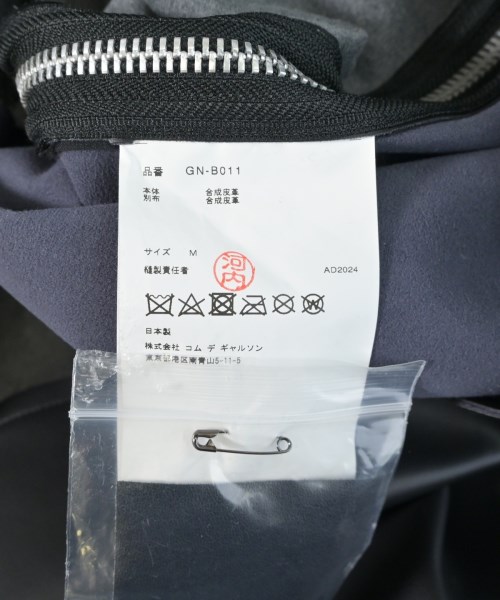 品番 GN-B011
本体 合成皮革
別布 合成皮革
サイズ M
縫製責任者 河内 AD2024
日本製
株式会社 コム デ ギャルソン
東京都港区南青山5-11-5